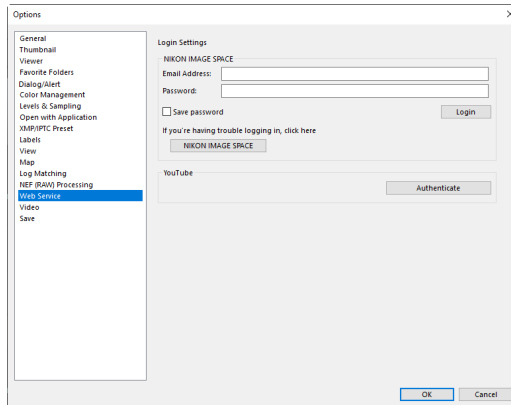 Options
General
Thumbnail
Viewer
Favorite Folders
Dialog/Alert
Color Management
Levels & Sampling
Open with Application
XMP/IPTC Preset
Labels
View
Map
Log Matching
NEF (RAW) Processing
Web Service
Video
Save
Login Settings
NIKON IMAGE SPACE
Email Address:
Password:
Save password
Login
If you're having trouble logging in, click here
NIKON IMAGE SPACE
YouTube
Authenticate
OK
Cancel